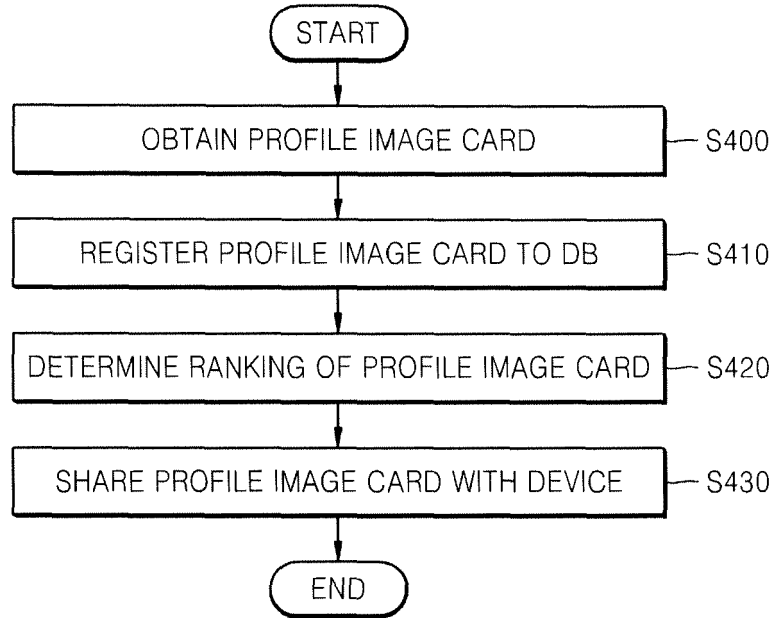 START
OBTAIN PROFILE IMAGE CARD
S400
REGISTER PROFILE IMAGE CARD TO DB
S410
DETERMINE RANKING OF PROFILE IMAGE CARD
S420
SHARE PROFILE IMAGE CARD WITH DEVICE
S430
END